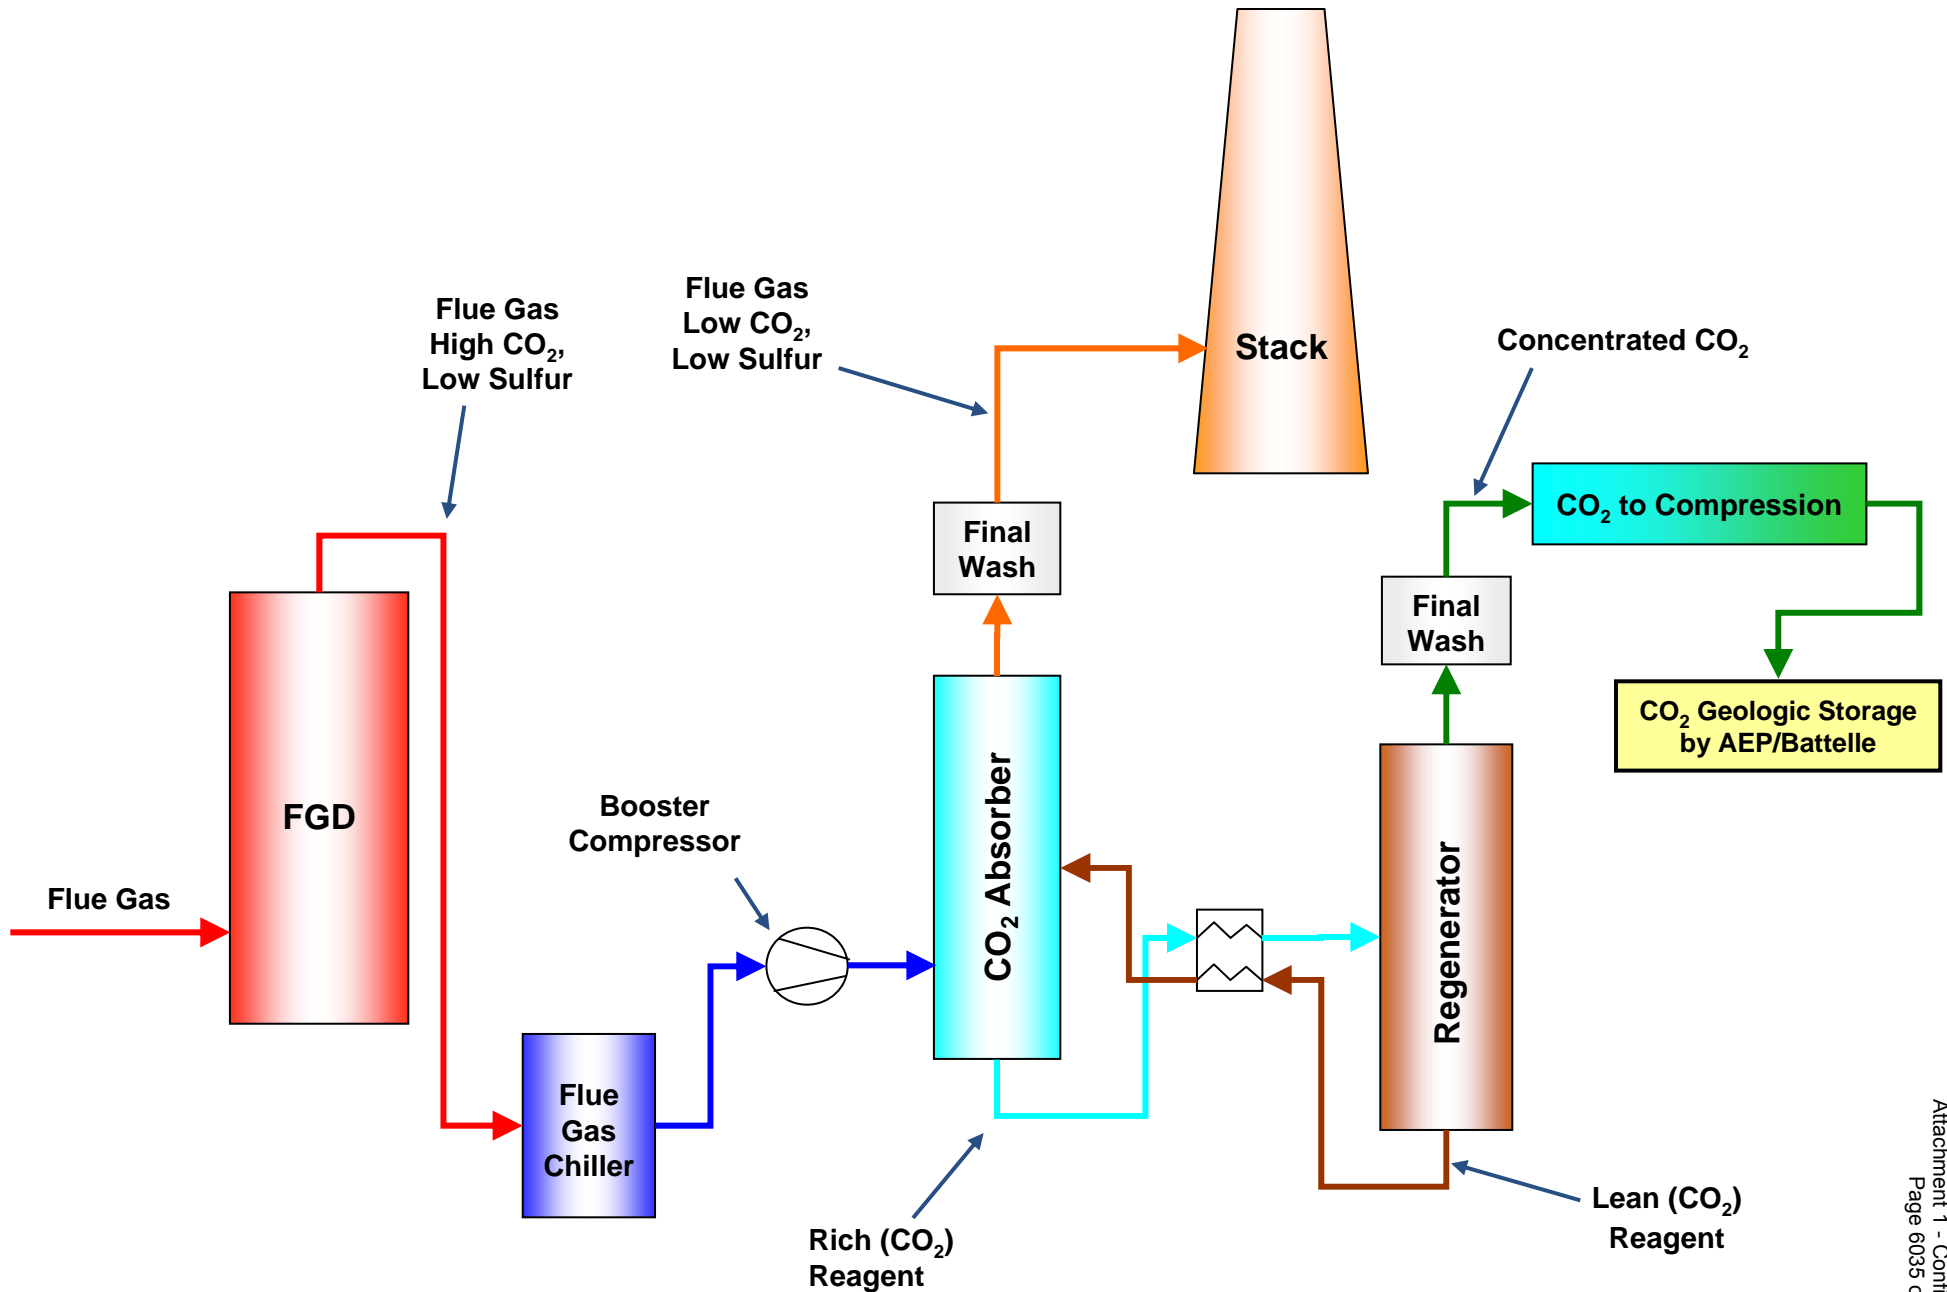 Flue Gas
High CO₂,
Low Sulfur
Flue Gas
Low CO₂,
Low Sulfur
Stack
Concentrated CO₂
CO₂ to Compression
Final
Wash
Final
Wash
CO₂ Geologic Storage
by AEP/Battelle
FGD
Booster
Compressor
CO₂ Absorber
Regenerator
Flue Gas
Flue
Gas
Chiller
Rich (CO₂)
Reagent
Lean (CO₂)
Reagent
Attachment 1 -
Page 6035